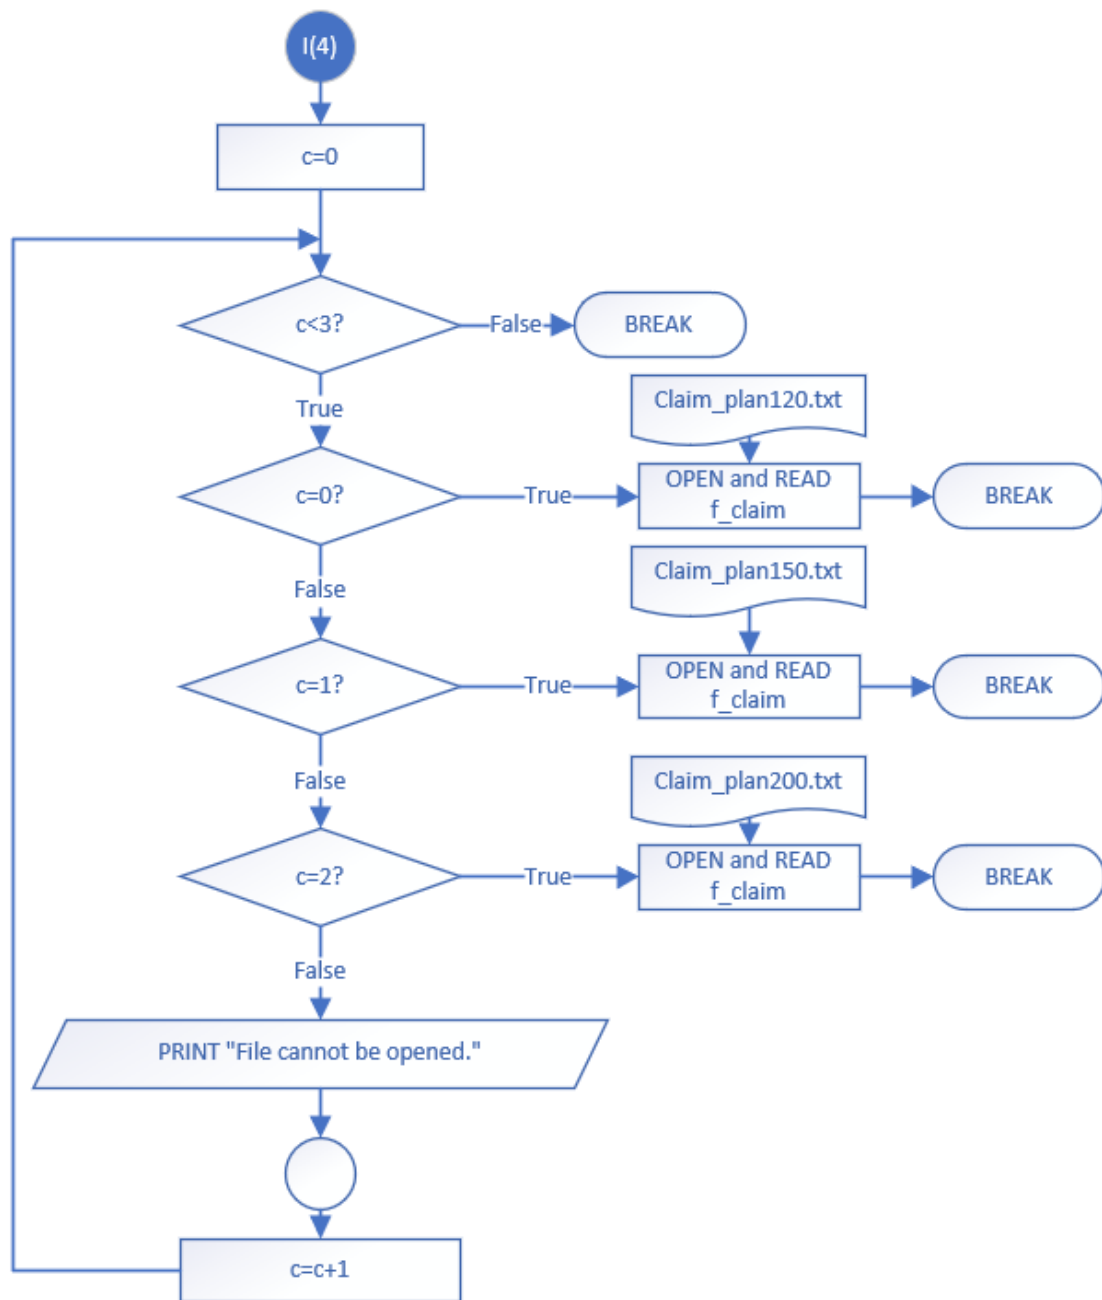 I(4)
c=0
c<3?
False
BREAK
True
Claim_plan120.txt
c=0?
True
OPEN and READ
f_claim
BREAK
False
Claim_plan150.txt
c=1?
True
OPEN and READ
f_claim
BREAK
False
Claim_plan200.txt
c=2?
True
OPEN and READ
f_claim
BREAK
False
PRINT "File cannot be opened."
c=c+1